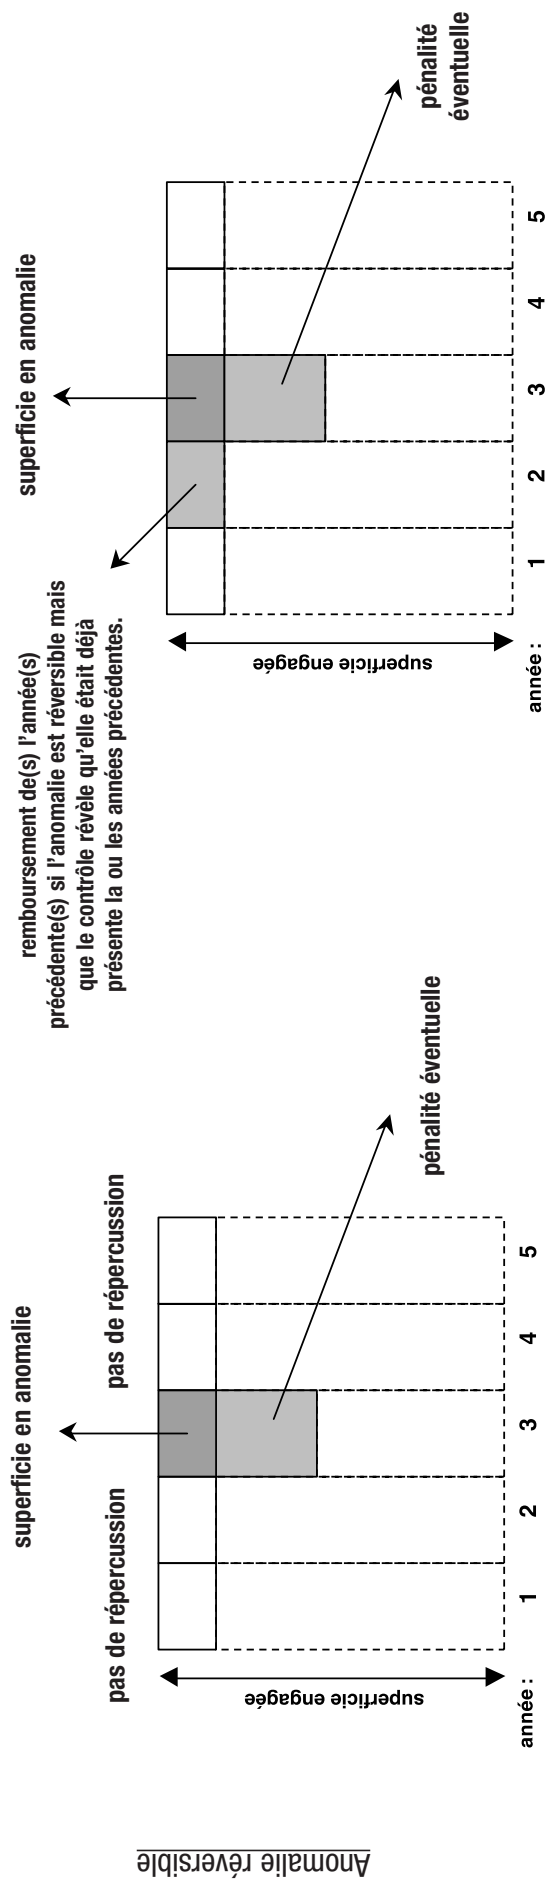 Anomalie réversible
superficie en anomalie
pas de répercussion
pas de répercussion
superficie engagée
pénalité éventuelle
année :
1 2 3 4 5
remboursement de(s) l'année(s)
précédente(s) si l'anomalie est réversible mais
que le contrôle révèle qu'elle était déjà
présente la ou les années précédentes.
superficie en anomalie
superficie engagée
pénalité
éventuelle
année :
1 2 3 4 5